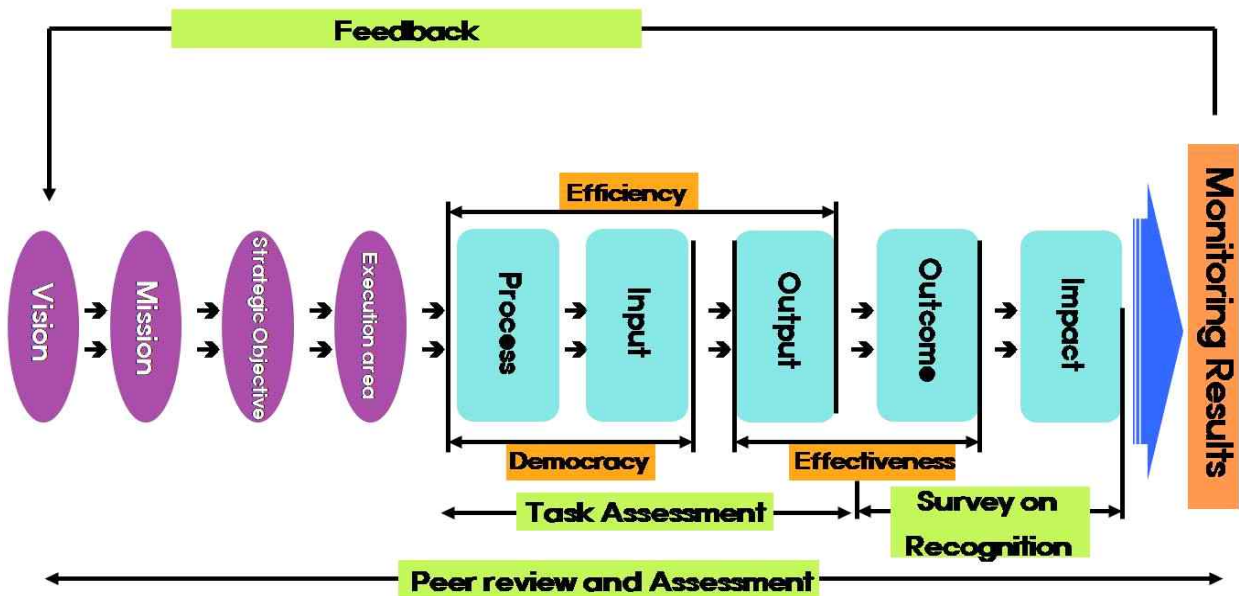 Feedback
Efficiency
Vision
Mission
Strategic Objective
Execution area
Process
Input
Output
Outcome
Impact
Monitoring Results
Democracy
Effectiveness
Task Assessment
Survey on
Recognition
Peer review and Assessment